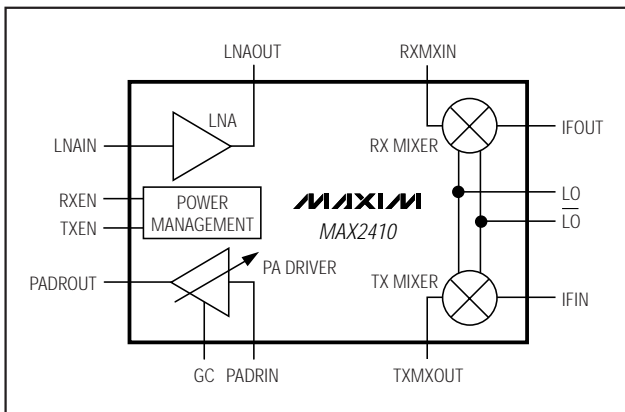 LNAOUT
RXMXIN
LNA
LNAIN
RX MIXER
IFOUT
RXEN
TXEN
POWER
MANAGEMENT
MAXIM
MAX2410
LO
L̅O̅
PADROUT
PA DRIVER
TX MIXER
IFIN
GC
PADRIN
TXMXOUT